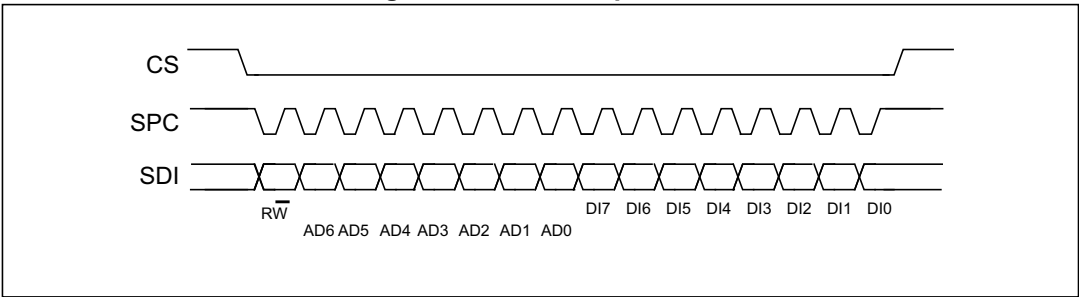 CS
SPC
SDI
RW̅
DI7 DI6 DI5 DI4 DI3 DI2 DI1 DI0
AD6 AD5 AD4 AD3 AD2 AD1 AD0